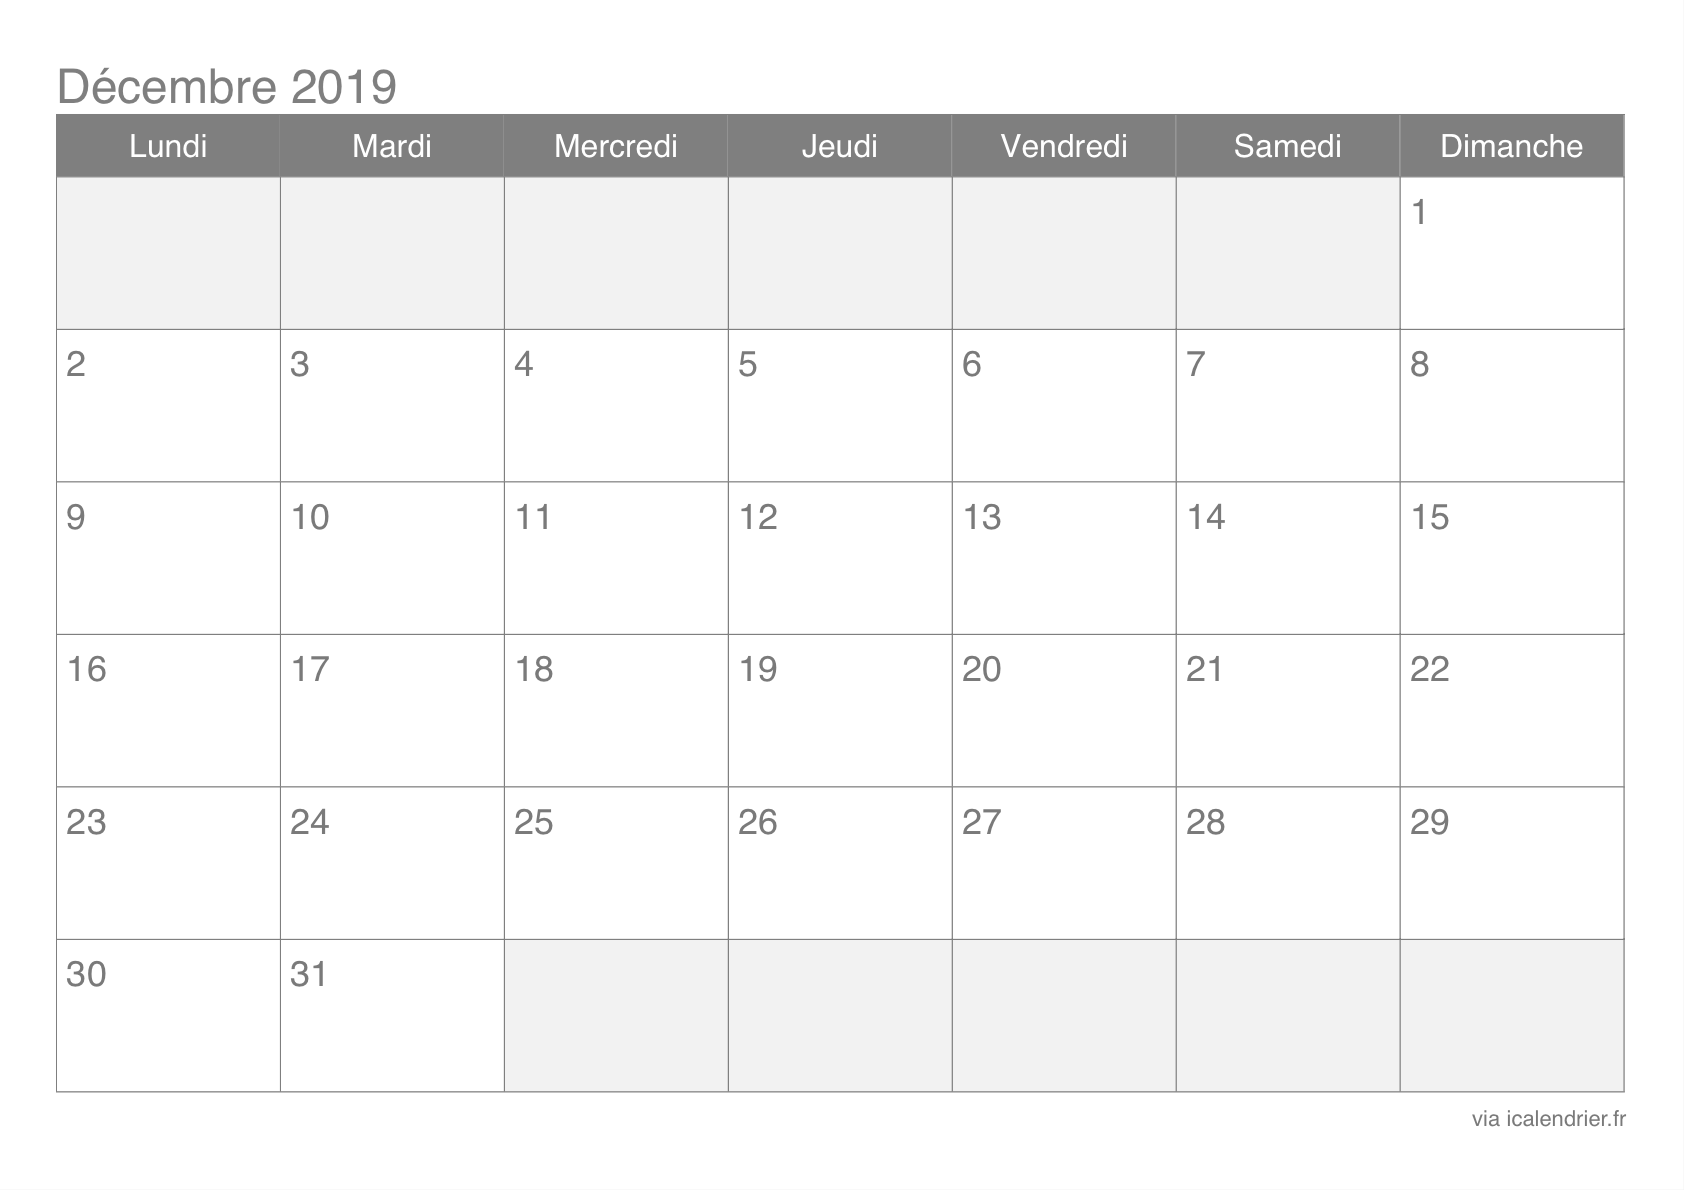 Décembre 2019
Lundi Mardi Mercredi Jeudi Vendredi Samedi Dimanche
1
2 3 4 5 6 7 8
9 10 11 12 13 14 15
16 17 18 19 20 21 22
23 24 25 26 27 28 29
30 31
via icalendrier.fr